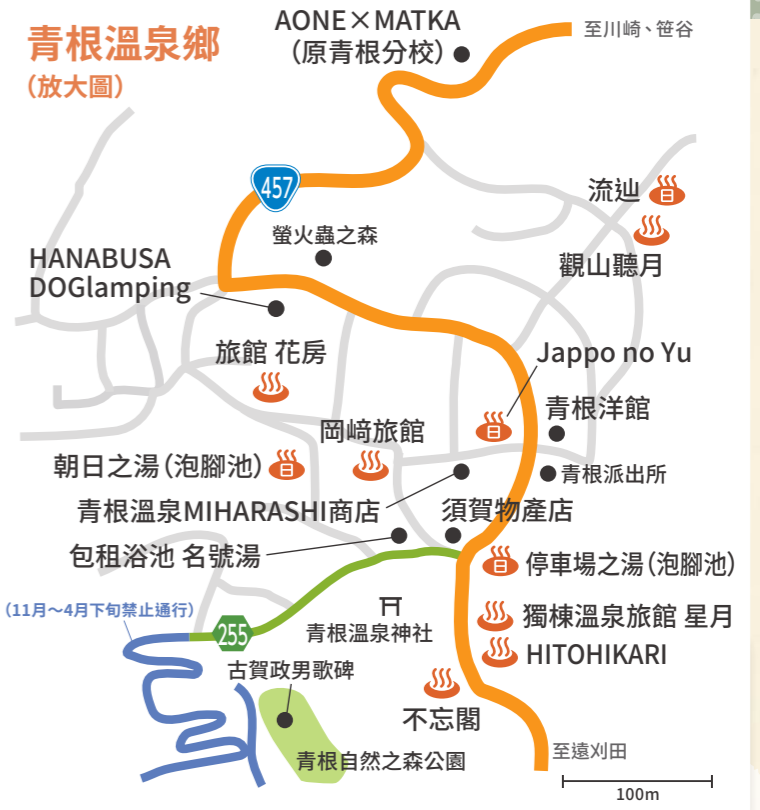 青根溫泉鄉
(放大圖)
AONE×MATKA
（原青根分校）
至川崎、笹谷
457
流辿
觀山聽月
螢火蟲之森
HANABUSA
DOGlamping
旅館 花房
Jappo no Yu
青根洋館
岡﨑旅館
朝日之湯(泡腳池)
青根派出所
青根溫泉MIHARASHI商店
須賀物產店
包租浴池 名號湯
停車場之湯(泡腳池)
(11月～4月下旬禁止通行)
255
青根溫泉神社
獨棟溫泉旅館 星月
HITOHIKARI
古賀政男歌碑
不忘閣
青根自然之森公園
至遠刈田
100m